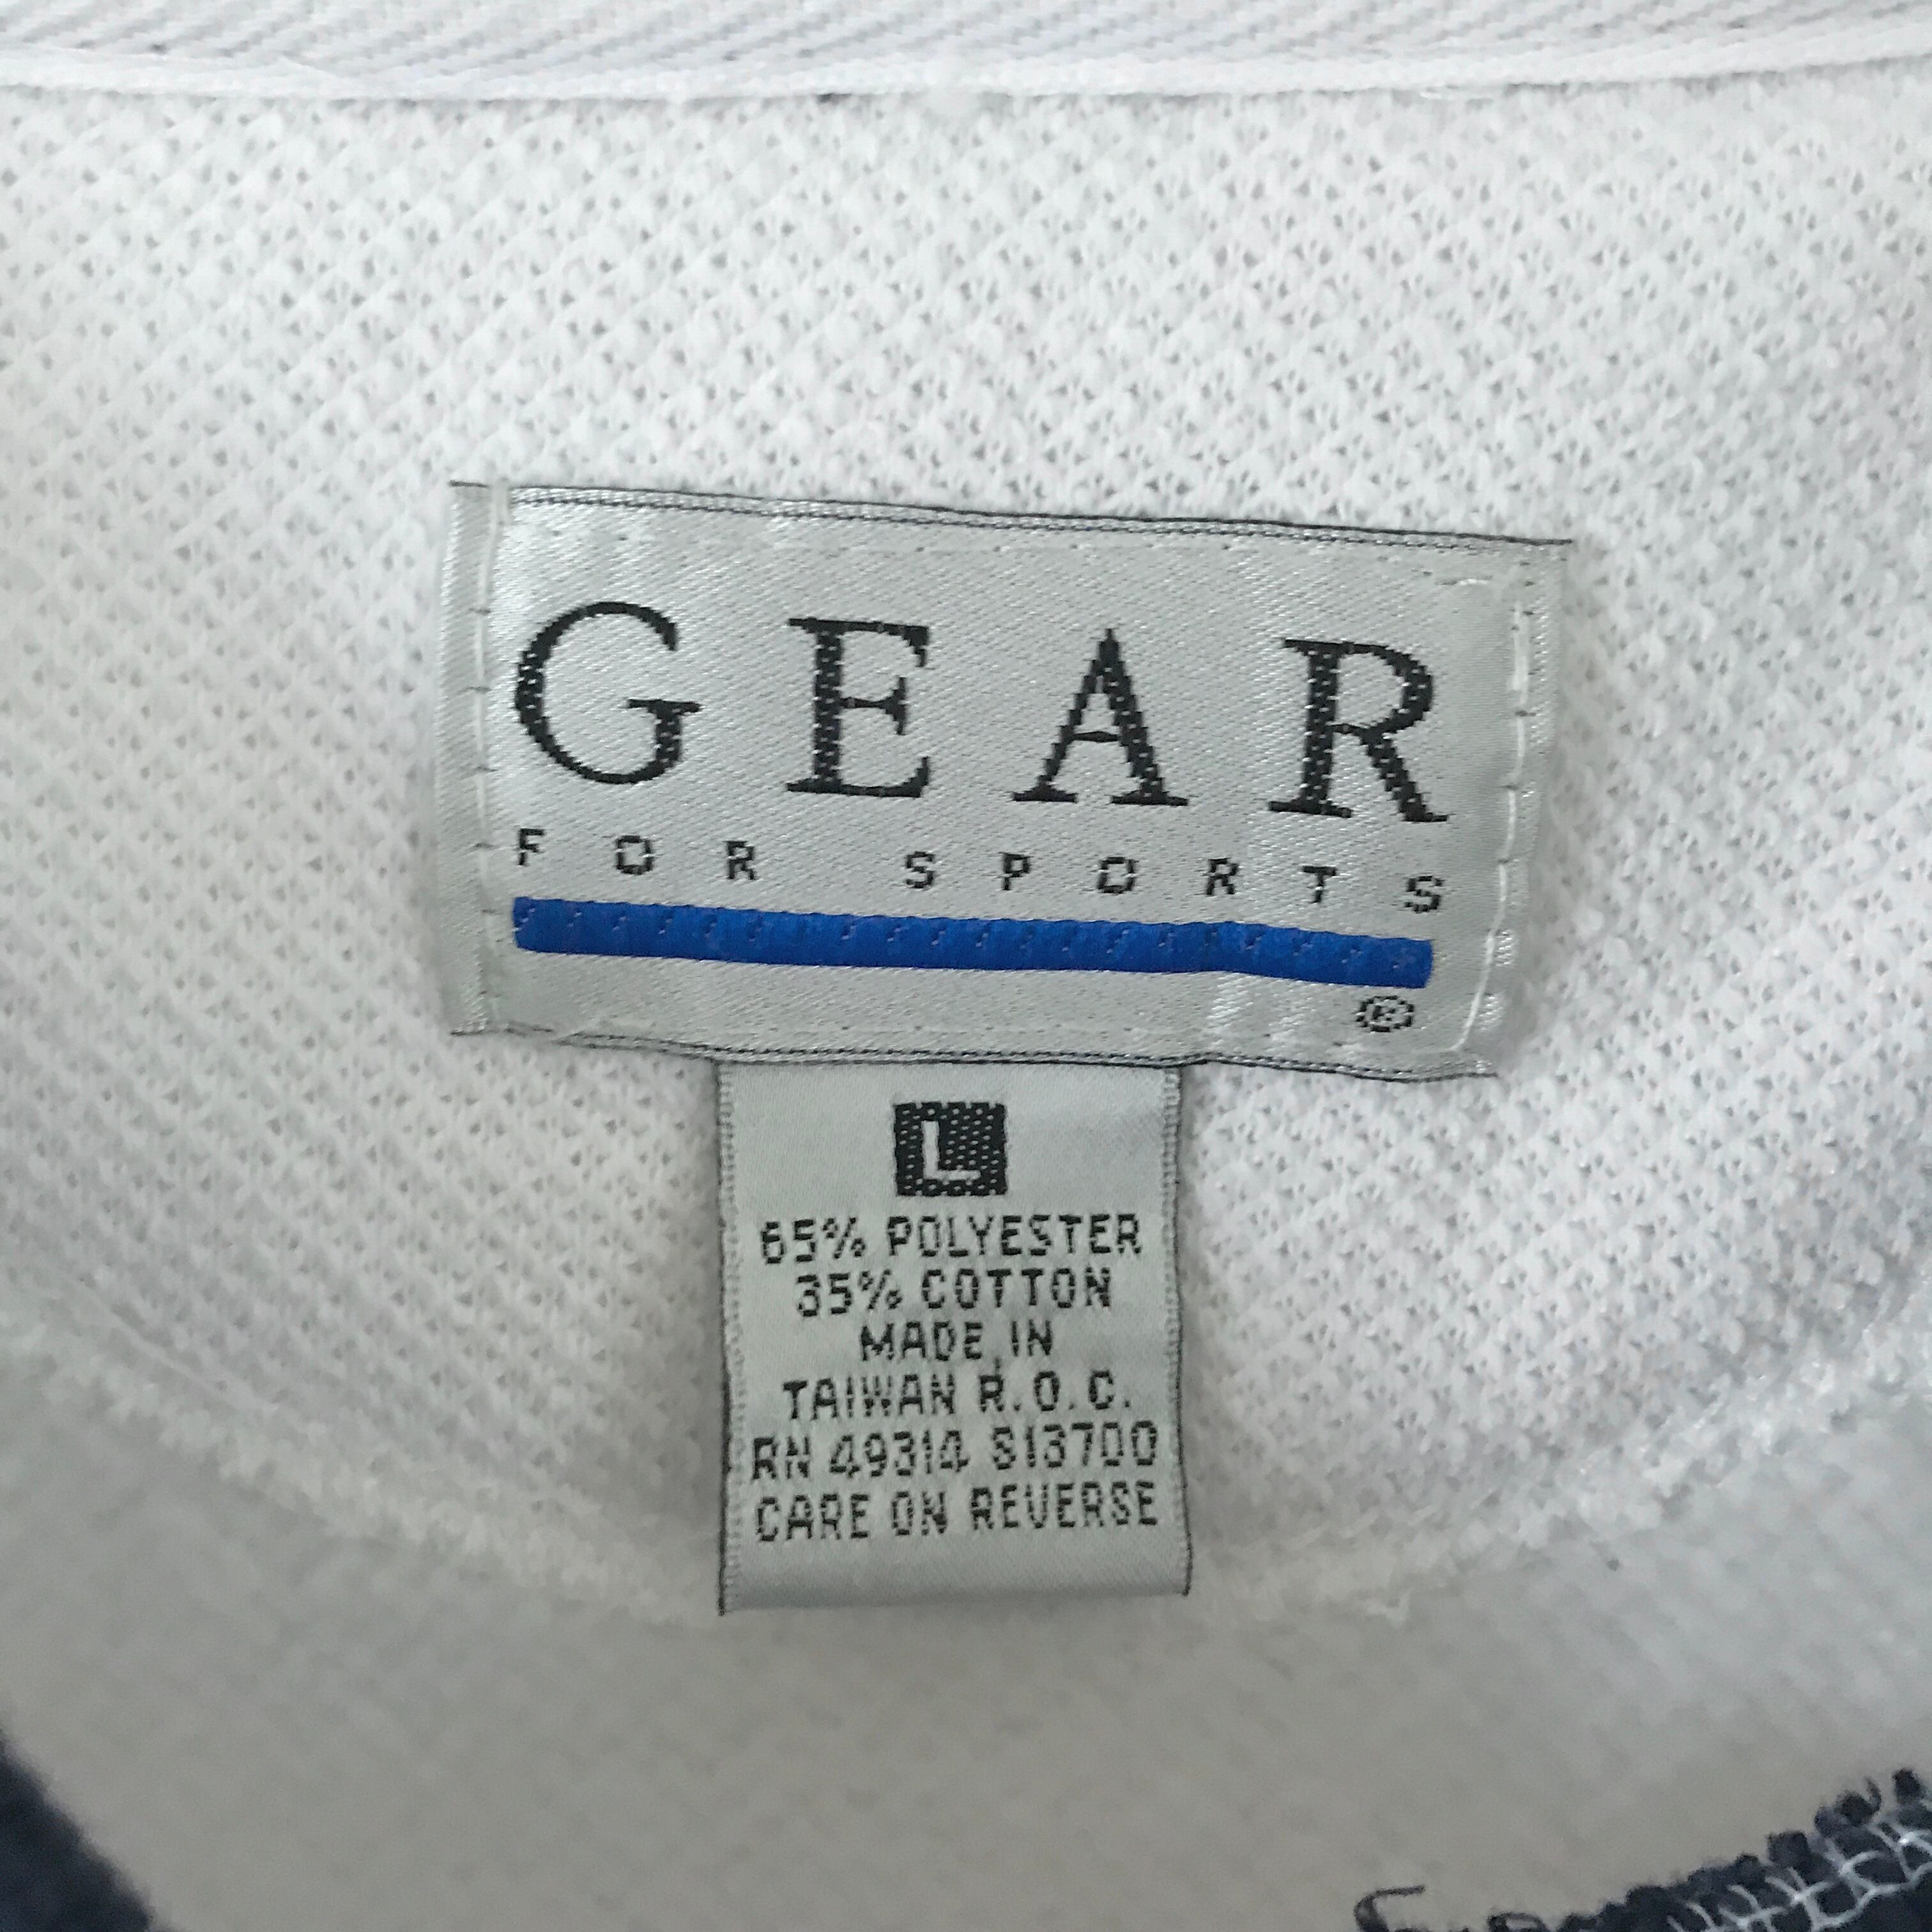 GEAR
FOR SPORTS
®
L
65% POLYESTER
35% COTTON
MADE IN
TAIWAN R.O.C.
RN 49314 S13700
CARE ON REVERSE